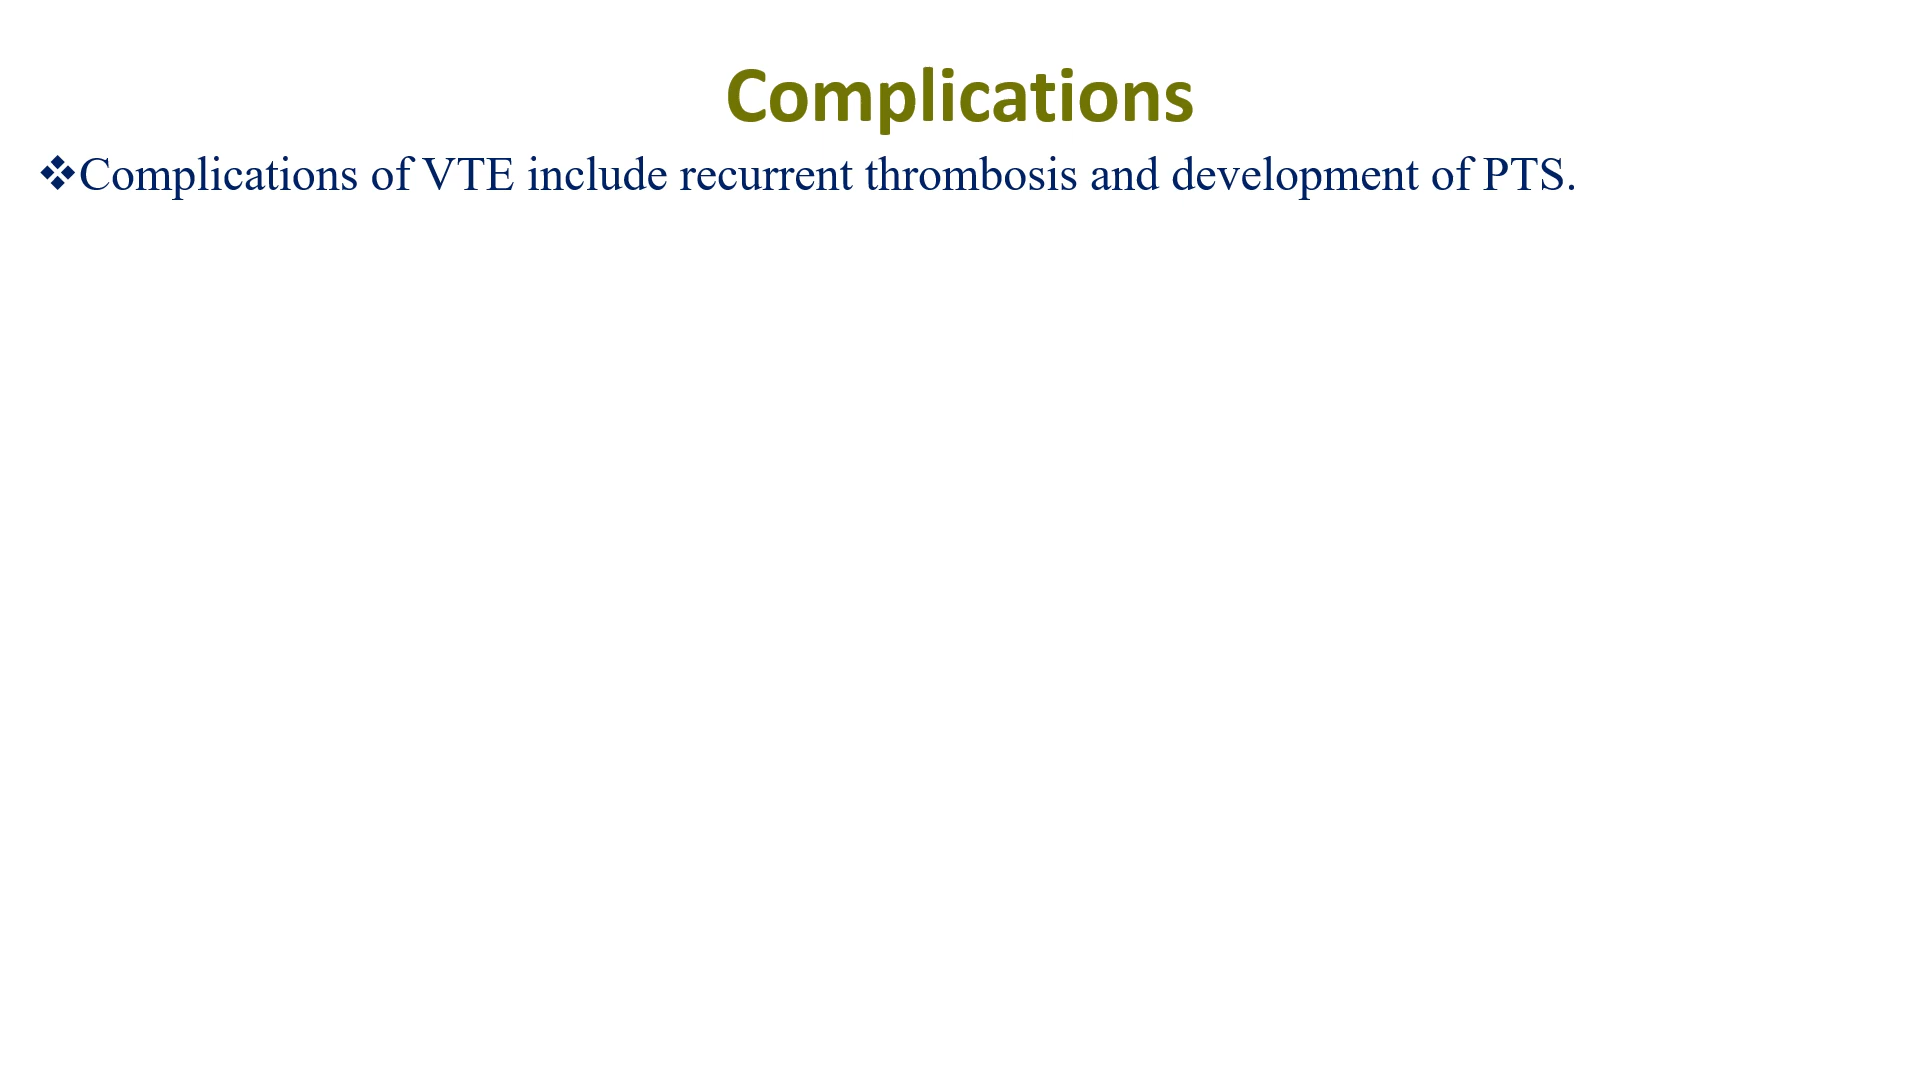 Complications
❖Complications of VTE include recurrent thrombosis and development of PTS.